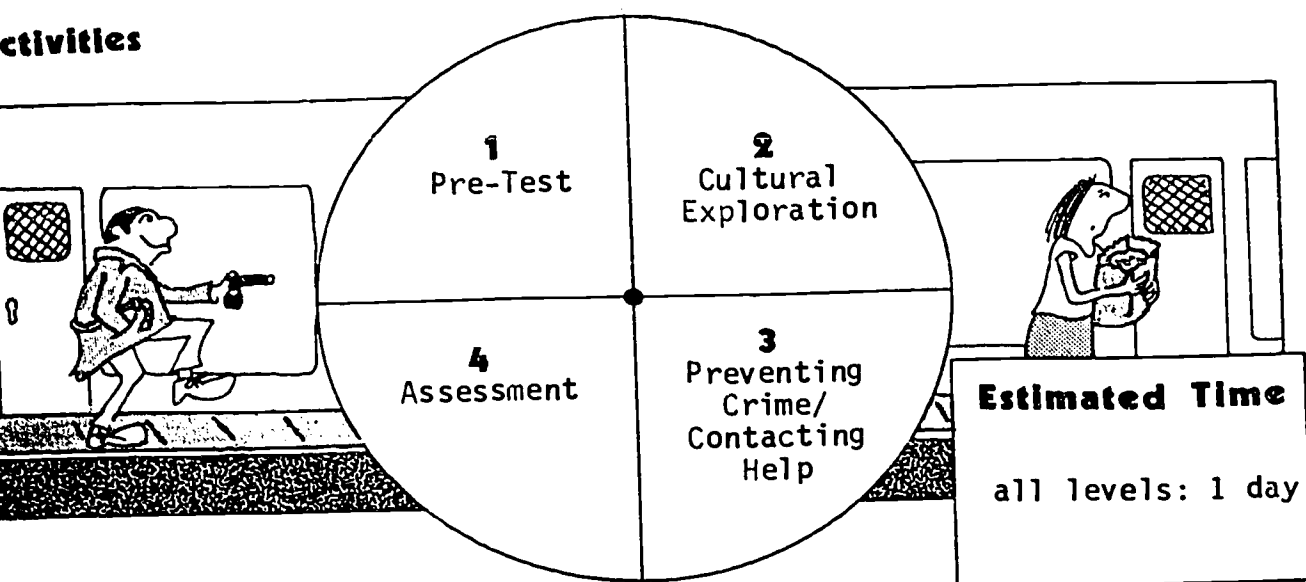 ctivities
1
Pre-Test
2
Cultural
Exploration
3
Preventing
Crime/
Contacting
Help
4
Assessment
Estimated Time
all levels: 1 day